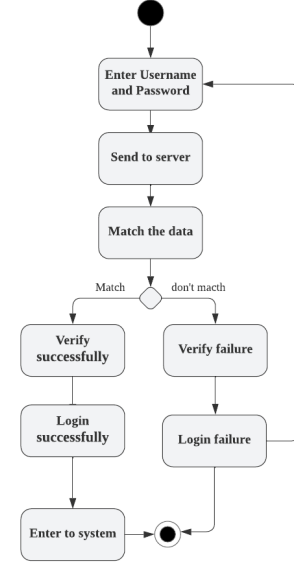 Enter Username
and Password
Send to server
Match the data
Match
don't macth
Verify
successfully
Verify failure
Login
successfully
Login failure
Enter to system